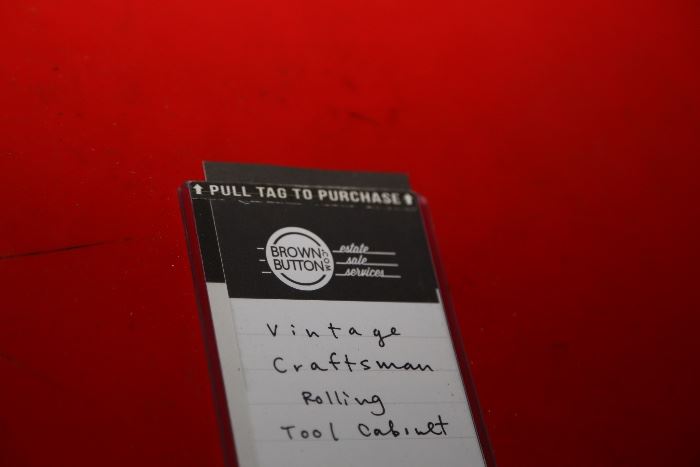 ↑ PULL TAG TO PURCHASE ↑
BROWN BUTTON .COM
estate
sale
services
Vintage
Craftsman
Rolling
Tool Cabinet